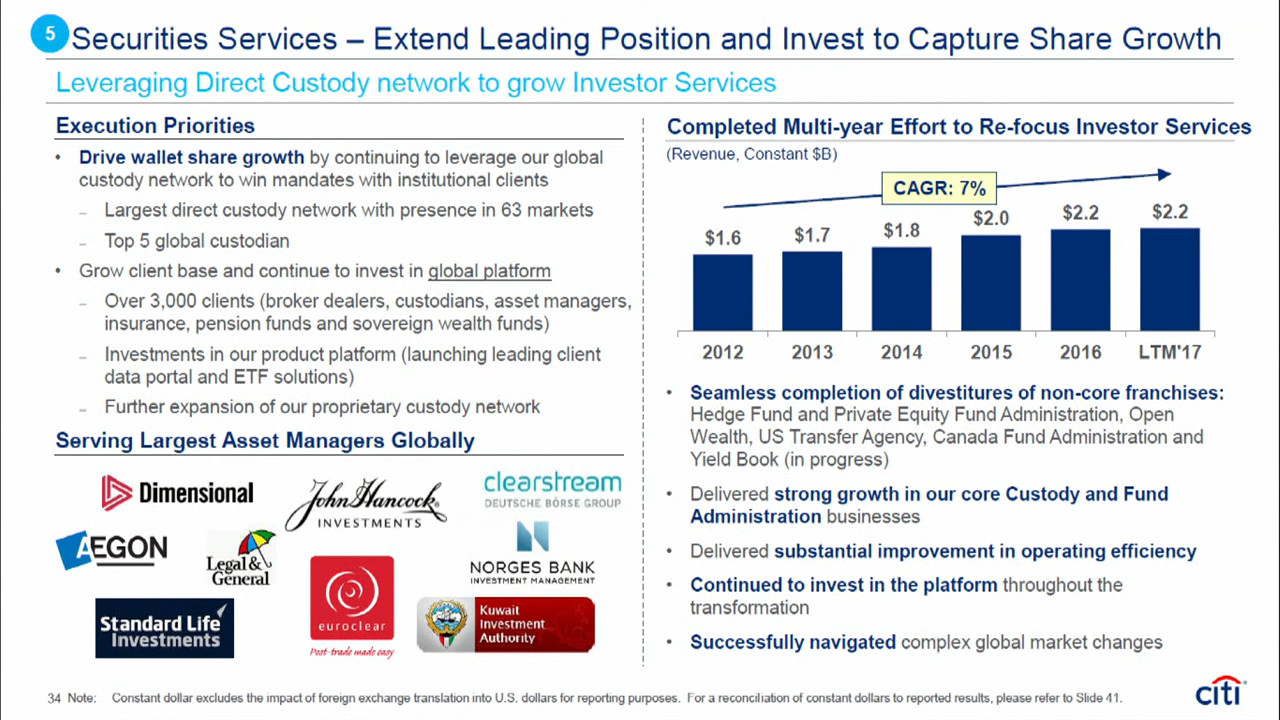 5
Securities Services – Extend Leading Position and Invest to Capture Share Growth
Leveraging Direct Custody network to grow Investor Services
Execution Priorities
• Drive wallet share growth by continuing to leverage our global
custody network to win mandates with institutional clients
– Largest direct custody network with presence in 63 markets
– Top 5 global custodian
• Grow client base and continue to invest in global platform
– Over 3,000 clients (broker dealers, custodians, asset managers,
insurance, pension funds and sovereign wealth funds)
– Investments in our product platform (launching leading client
data portal and ETF solutions)
– Further expansion of our proprietary custody network
Serving Largest Asset Managers Globally
Dimensional
John Hancock®
INVESTMENTS
clearstream
DEUTSCHE BÖRSE GROUP
AEGON
Legal &
General
euroclear
Post-trade made easy
NORGES BANK
INVESTMENT MANAGEMENT
Standard Life
Investments
Kuwait
Investment
Authority
Completed Multi-year Effort to Re-focus Investor Services
(Revenue, Constant $B)
CAGR: 7%
$1.6 $1.7 $1.8 $2.0 $2.2 $2.2
2012 2013 2014 2015 2016 LTM'17
• Seamless completion of divestitures of non-core franchises:
Hedge Fund and Private Equity Fund Administration, Open
Wealth, US Transfer Agency, Canada Fund Administration and
Yield Book (in progress)
• Delivered strong growth in our core Custody and Fund
Administration businesses
• Delivered substantial improvement in operating efficiency
• Continued to invest in the platform throughout the
transformation
• Successfully navigated complex global market changes
34 Note: Constant dollar excludes the impact of foreign exchange translation into U.S. dollars for reporting purposes. For a reconciliation of constant dollars to reported results, please refer to Slide 41.
citi